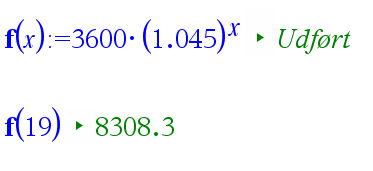 f(x):=3600·(1.045)^x ▸ Udført
f(19) ▸ 8308.3